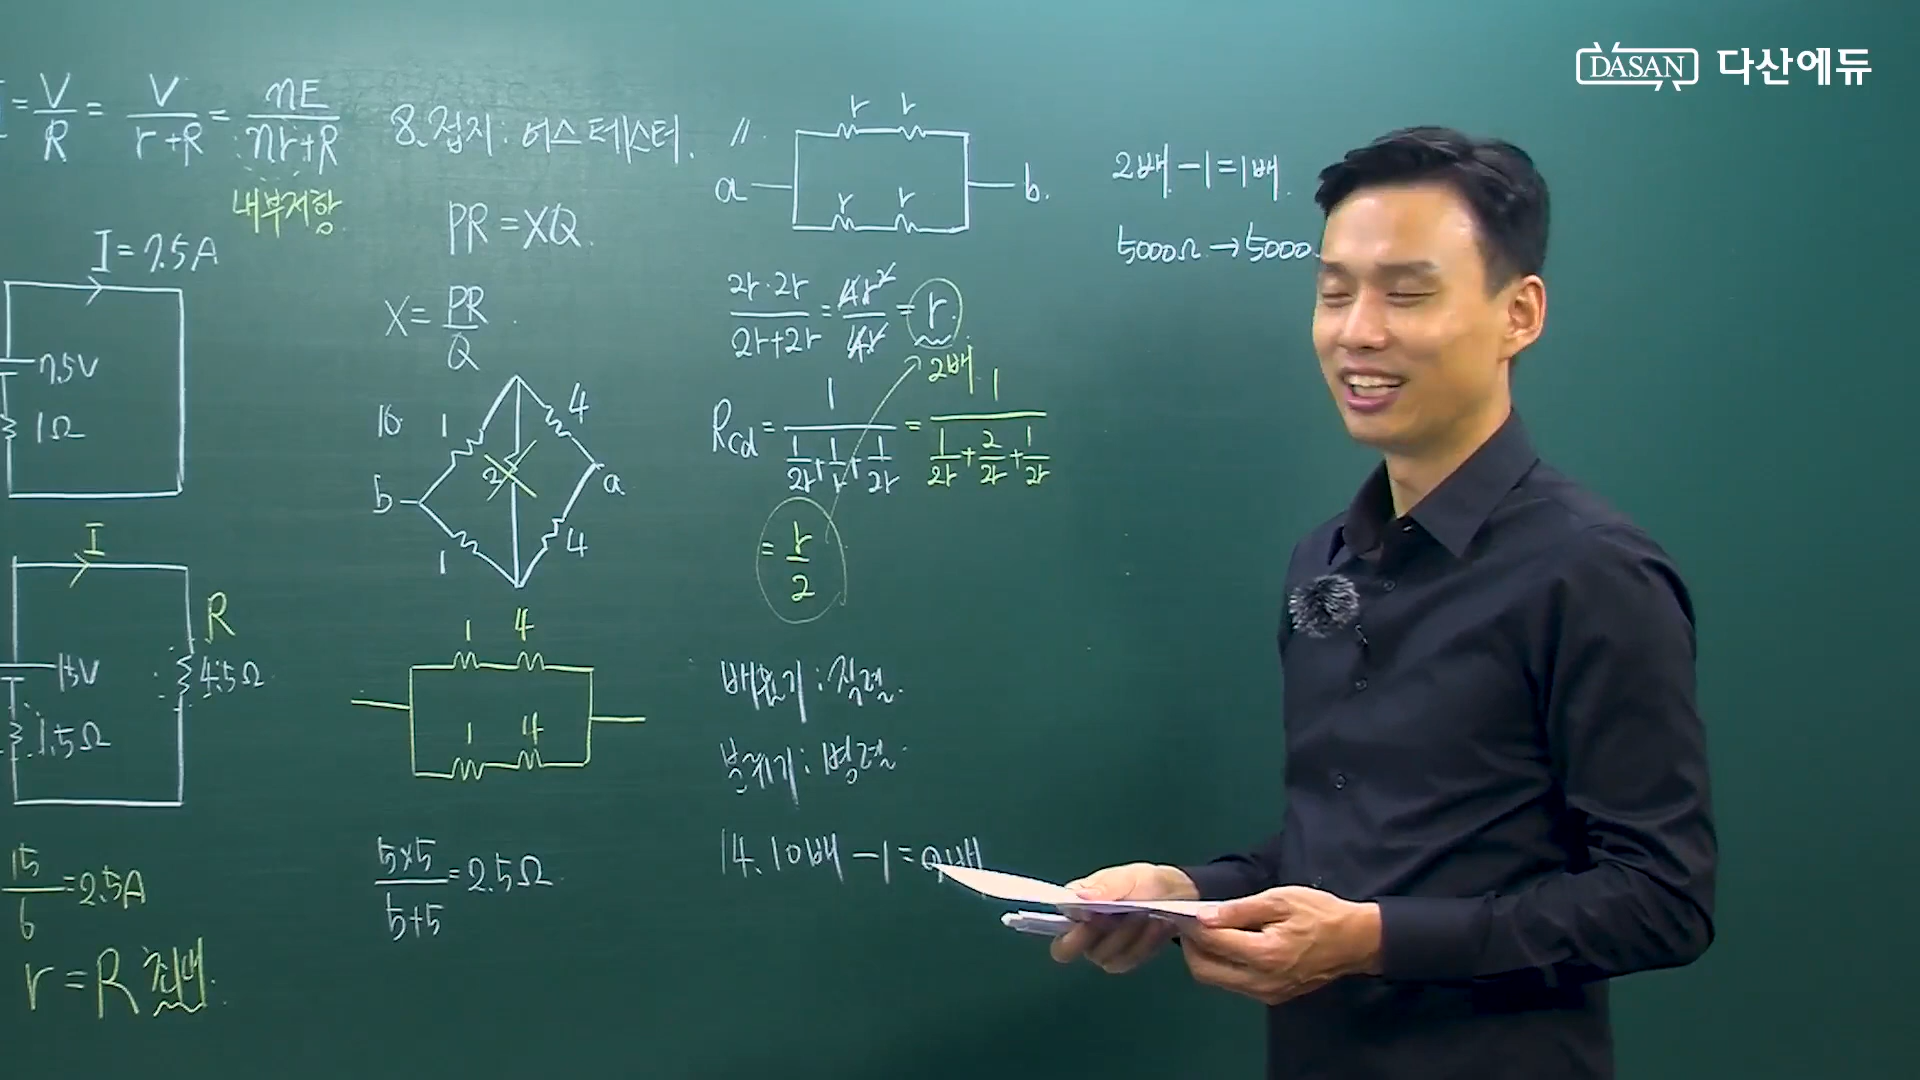 DASAN 다산에듀
= V/R = V/(r+R) = nE/(nr+R)
내부저항
I=7.5A
7.5V
1Ω
I
R
15V
4.5Ω
1.5Ω
15/6 = 2.5A
r=R 전력
8. 접지: 어스테스터.
PR=XQ.
X= PR/Q .
10
1 4
2
b a
1 4
1 4
1 4
5×5/5+5 = 2.5Ω
11.
r r
a b.
r r
2r·2r/2r+2r = 4r²/4r = r.
2배
Rcd = 1/(1/2r + 1/r + 1/2r) = 1/(1/2r + 2/2r + 1/2r)
= r/2
배율기: 직렬.
분류기: 병렬.
14. 10배 -1 = 9배
2배 -1=1배.
5000Ω → 5000